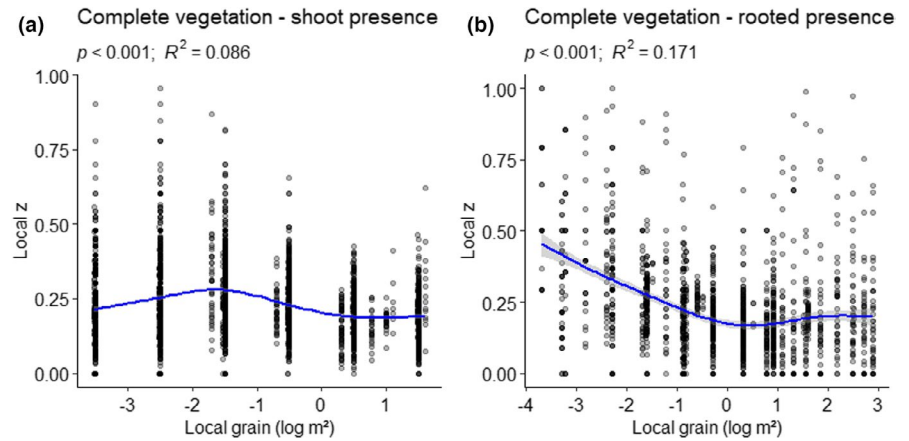 (a) Complete vegetation - shoot presence
p < 0.001; R² = 0.086
Local z
1.00
0.75
0.50
0.25
0.00
-3 -2 -1 0 1
Local grain (log m²)
(b) Complete vegetation - rooted presence
p < 0.001; R² = 0.171
Local z
1.00
0.75
0.50
0.25
0.00
-4 -3 -2 -1 0 1 2 3
Local grain (log m²)